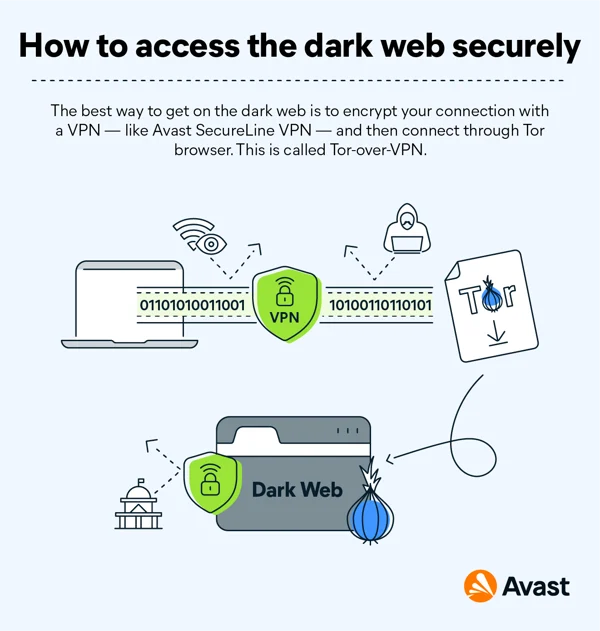 How to access the dark web securely
The best way to get on the dark web is to encrypt your connection with
a VPN — like Avast SecureLine VPN — and then connect through Tor
browser. This is called Tor-over-VPN.
01101010011001
VPN
10100110110101
Tor
Dark Web
Avast